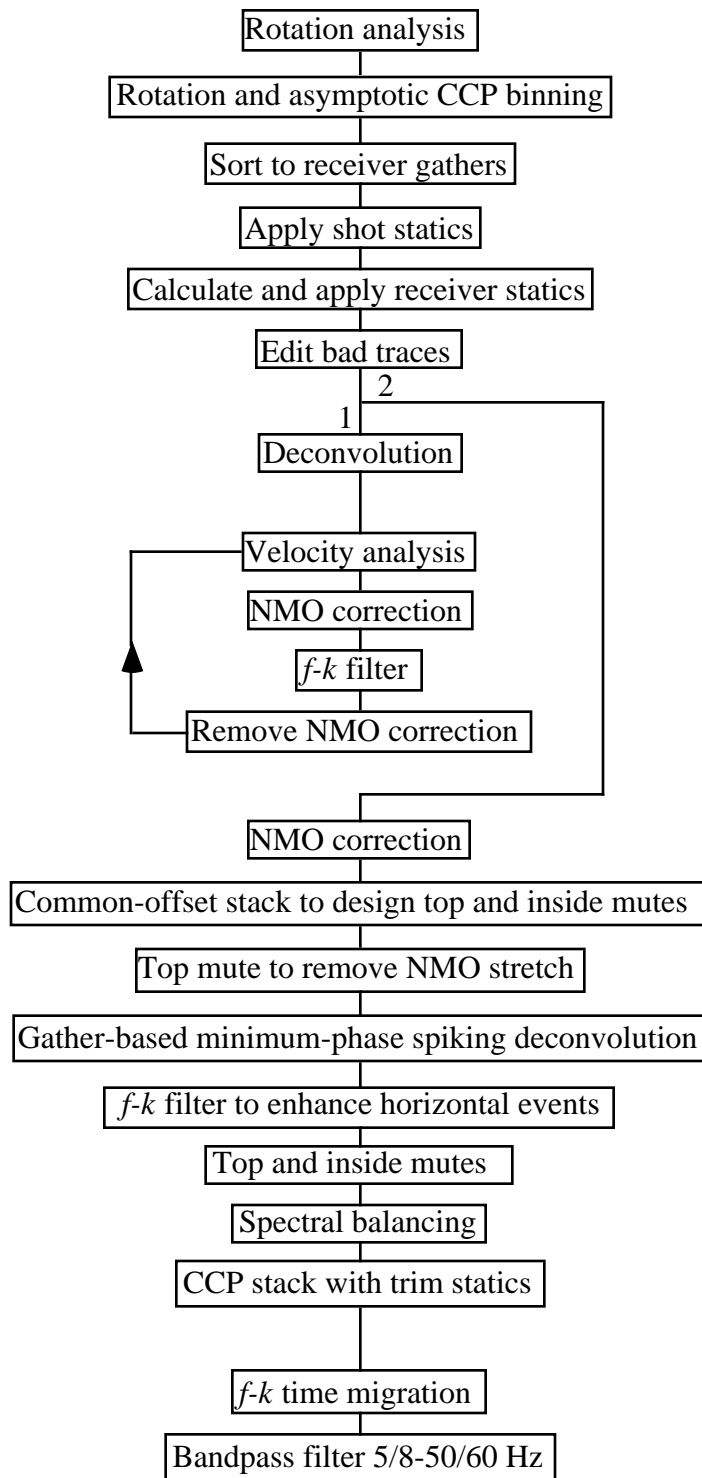 Rotation analysis
Rotation and asymptotic CCP binning
Sort to receiver gathers
Apply shot statics
Calculate and apply receiver statics
Edit bad traces
2
1
Deconvolution
Velocity analysis
NMO correction
f-k filter
Remove NMO correction
NMO correction
Common-offset stack to design top and inside mutes
Top mute to remove NMO stretch
Gather-based minimum-phase spiking deconvolution
f-k filter to enhance horizontal events
Top and inside mutes
Spectral balancing
CCP stack with trim statics
f-k time migration
Bandpass filter 5/8-50/60 Hz